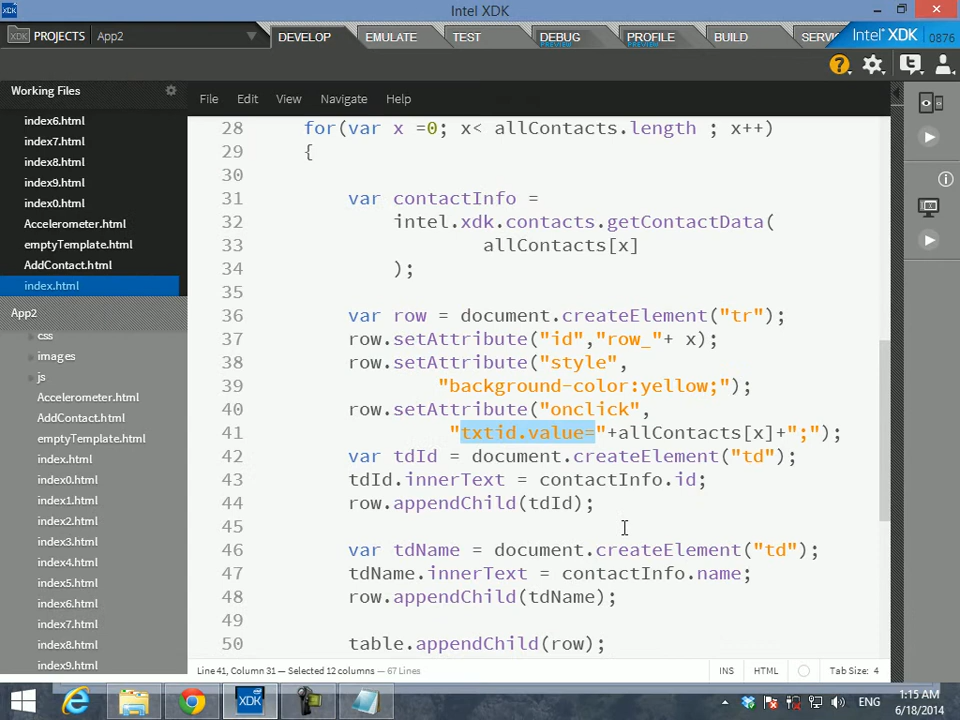 XDK
Intel XDK
PROJECTS App2
DEVELOP
EMULATE
TEST
DEBUG
PREVIEW
PROFILE
PREVIEW
BUILD
Intel XDK
0876
Working Files
File Edit View Navigate Help
index6.html
index7.html
index8.html
index9.html
index0.html
Accelerometer.html
emptyTemplate.html
AddContact.html
index.html
App2
css
images
js
Accelerometer.html
AddContact.html
emptyTemplate.html
index.html
index0.html
index1.html
index2.html
index3.html
index4.html
index5.html
index6.html
index7.html
index8.html
index9.html
28 for(var x =0; x< allContacts.length ; x++)
29 {
30
31 var contactInfo =
32 intel.xdk.contacts.getContactData(
33 allContacts[x]
34 );
35
36 var row = document.createElement("tr");
37 row.setAttribute("id","row_"+ x);
38 row.setAttribute("style",
39 "background-color:yellow;");
40 row.setAttribute("onclick",
41 "txtid.value="+allContacts[x]+";");
42 var tdId = document.createElement("td");
43 tdId.innerText = contactInfo.id;
44 row.appendChild(tdId);
45
46 var tdName = document.createElement("td");
47 tdName.innerText = contactInfo.name;
48 row.appendChild(tdName);
49
50 table.appendChild(row);
Line 41, Column 31 — Selected 12 columns — 67 Lines
INS HTML Tab Size: 4
XDK
ENG
1:15 AM
6/18/2014